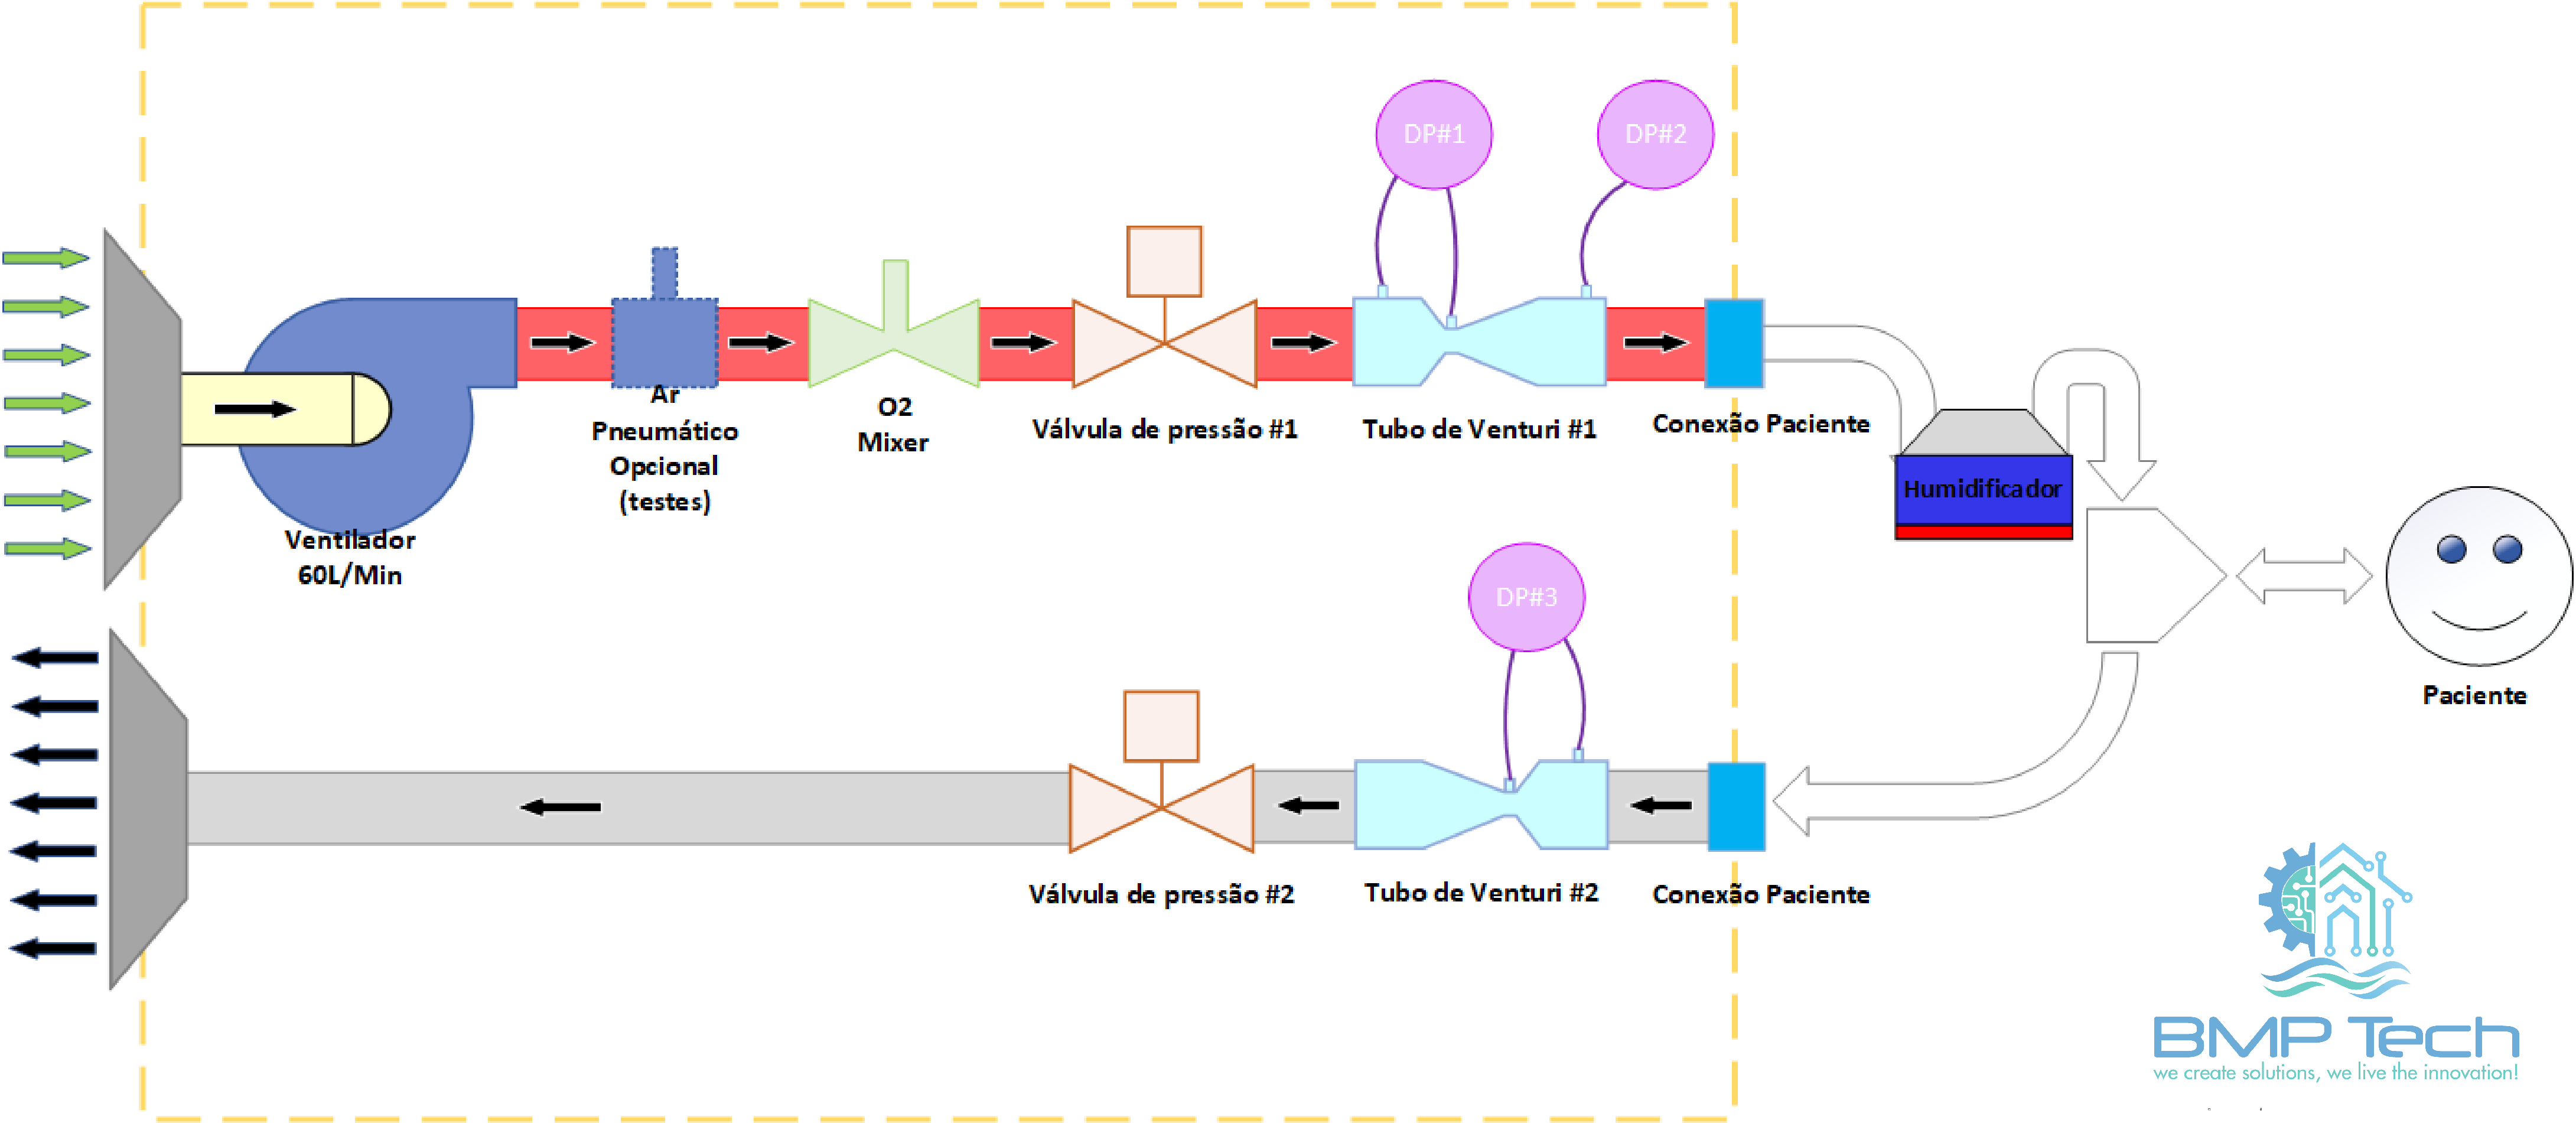 DP#1
DP#2
Ar
Pneumático
Opcional
(testes)
O2
Mixer
Válvula de pressão #1
Tubo de Venturi #1
Conexão Paciente
Humidificador
Ventilador
60L/Min
DP#3
Paciente
Válvula de pressão #2
Tubo de Venturi #2
Conexão Paciente
BMP Tech
we create solutions, we live the innovation!